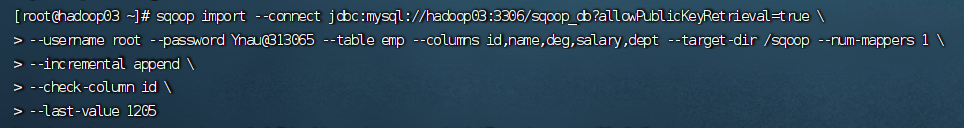 [root@hadoop03 ~]# sqoop import --connect jdbc:mysql://hadoop03:3306/sqoop_db?allowPublicKeyRetrieval=true \
> --username root --password Ynau@313065 --table emp --columns id,name,deg,salary,dept --target-dir /sqoop --num-mappers 1 \
> --incremental append \
> --check-column id \
> --last-value 1205